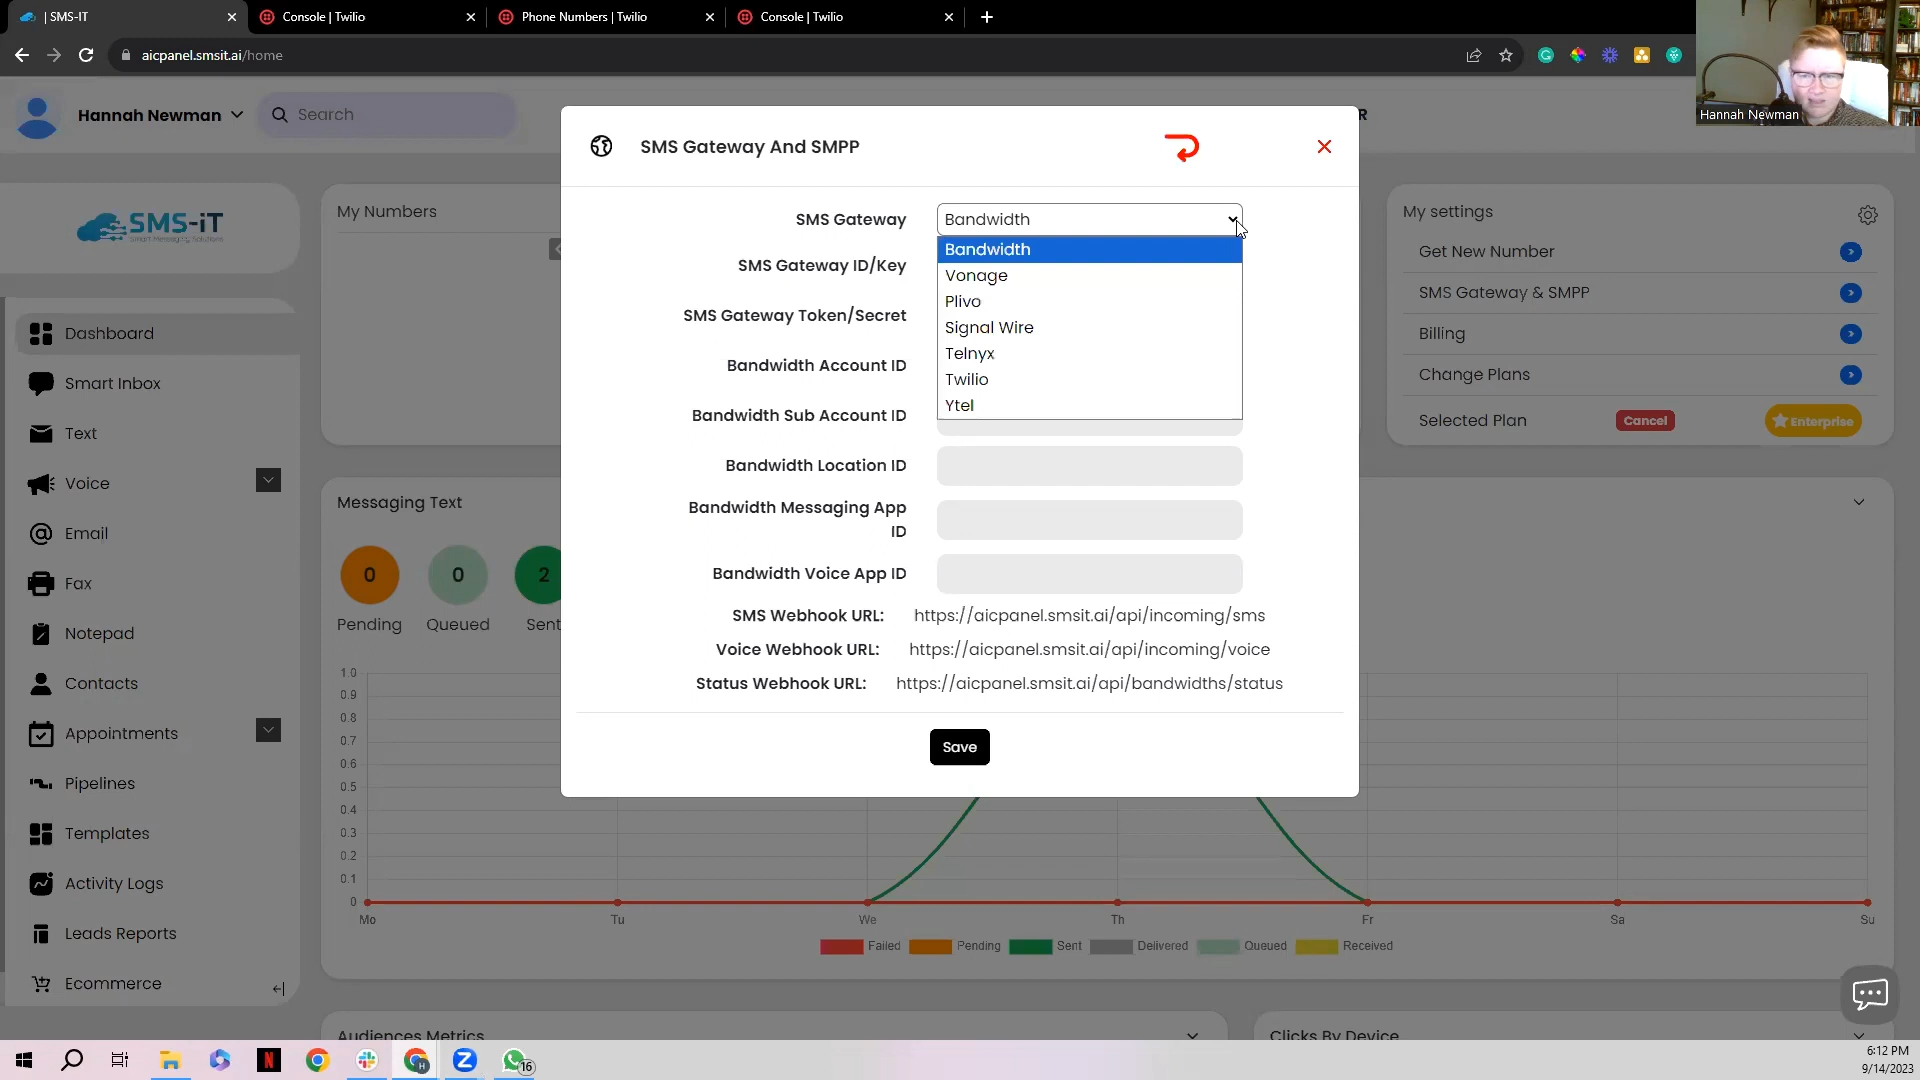 | SMS-iT
Console | Twilio
Phone Numbers | Twilio
Console | Twilio
aicpanel.smsit.ai/home
Hannah Newman
Search
R
Hannah Newman
SMS Gateway And SMPP
SMS-iT
Smart Messaging Solutions
Dashboard
Smart Inbox
Text
Voice
Email
Fax
Notepad
Contacts
Appointments
Pipelines
Templates
Activity Logs
Leads Reports
Ecommerce
My Numbers
SMS Gateway
Bandwidth
Bandwidth
Vonage
Plivo
Signal Wire
Telnyx
Twilio
Ytel
SMS Gateway ID/Key
SMS Gateway Token/Secret
Bandwidth Account ID
Bandwidth Sub Account ID
Bandwidth Location ID
Bandwidth Messaging App
ID
Bandwidth Voice App ID
SMS Webhook URL: https://aicpanel.smsit.ai/api/incoming/sms
Voice Webhook URL: https://aicpanel.smsit.ai/api/incoming/voice
Status Webhook URL: https://aicpanel.smsit.ai/api/bandwidths/status
Save
My settings
Get New Number
SMS Gateway & SMPP
Billing
Change Plans
Selected Plan
Cancel
Enterprise
Messaging Text
0
0
2
Pending
Queued
Sent
1.0
0.9
0.8
0.7
0.6
0.5
0.4
0.3
0.2
0.1
0
Mo
Tu
We
Th
Fr
Sa
Su
Failed
Pending
Sent
Delivered
Queued
Received
Audiences Metrics
Clicks By Device
N
H
Z
16
6:12 PM
9/14/2023